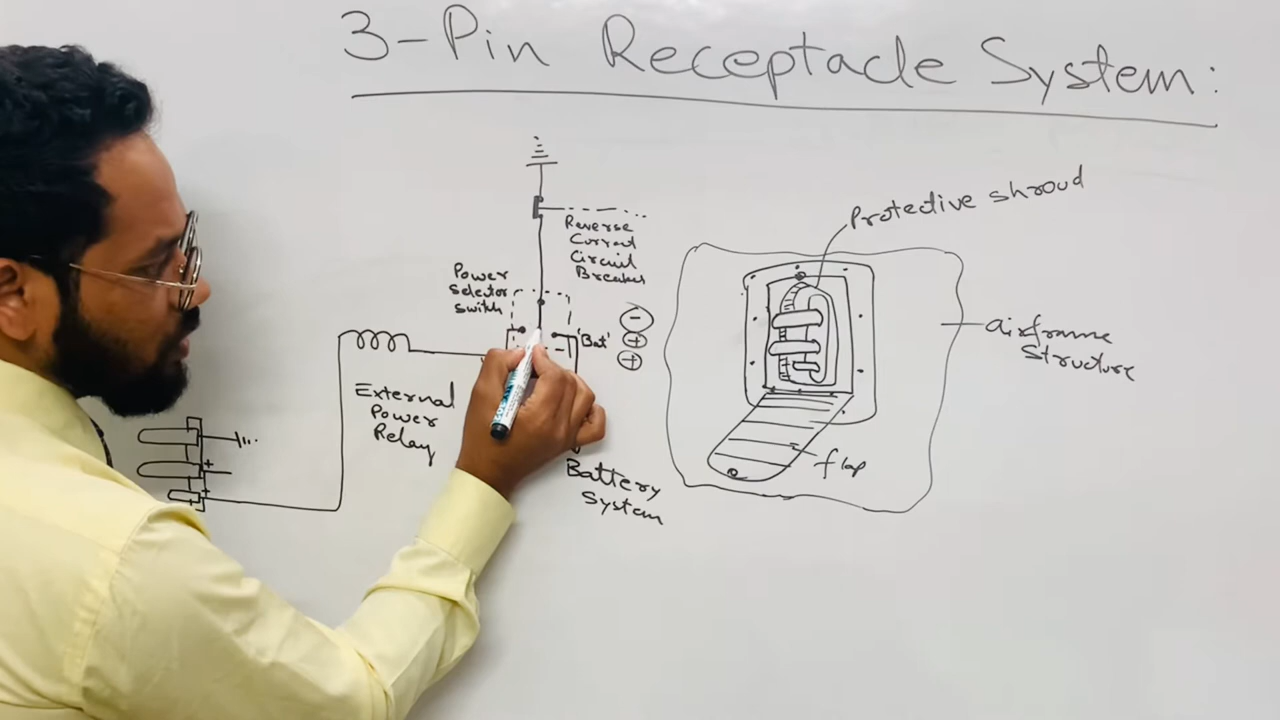 3-Pin Receptacle System:
Reverse
Current
Circuit
Breaker
Power
Selector
Switch
'Bat'
-
+
+
External
Power
Relay
+
+
Battery
System
Protective shroud
airframe
structure
flap